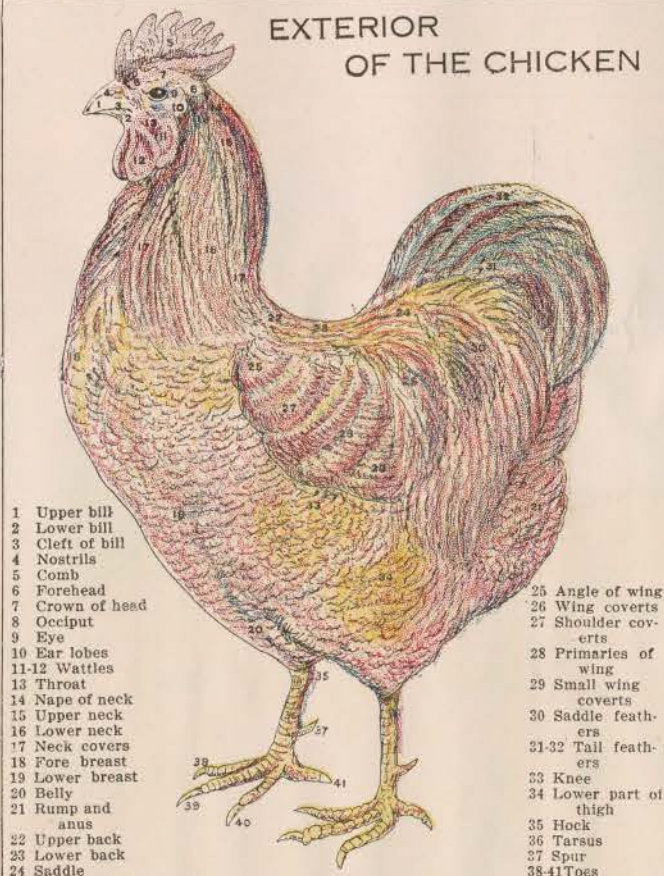 EXTERIOR
OF THE CHICKEN
1 Upper bill
2 Lower bill
3 Cleft of bill
4 Nostrils
5 Comb
6 Forehead
7 Crown of head
8 Occiput
9 Eye
10 Ear lobes
11-12 Wattles
13 Throat
14 Nape of neck
15 Upper neck
16 Lower neck
17 Neck covers
18 Fore breast
19 Lower breast
20 Belly
21 Rump and
anus
22 Upper back
23 Lower back
24 Saddle
25 Angle of wing
26 Wing coverts
27 Shoulder cov-
erts
28 Primaries of
wing
29 Small wing
coverts
30 Saddle feath-
ers
31-32 Tail feath-
ers
33 Knee
34 Lower part of
thigh
35 Hock
36 Tarsus
37 Spur
38-41Toes